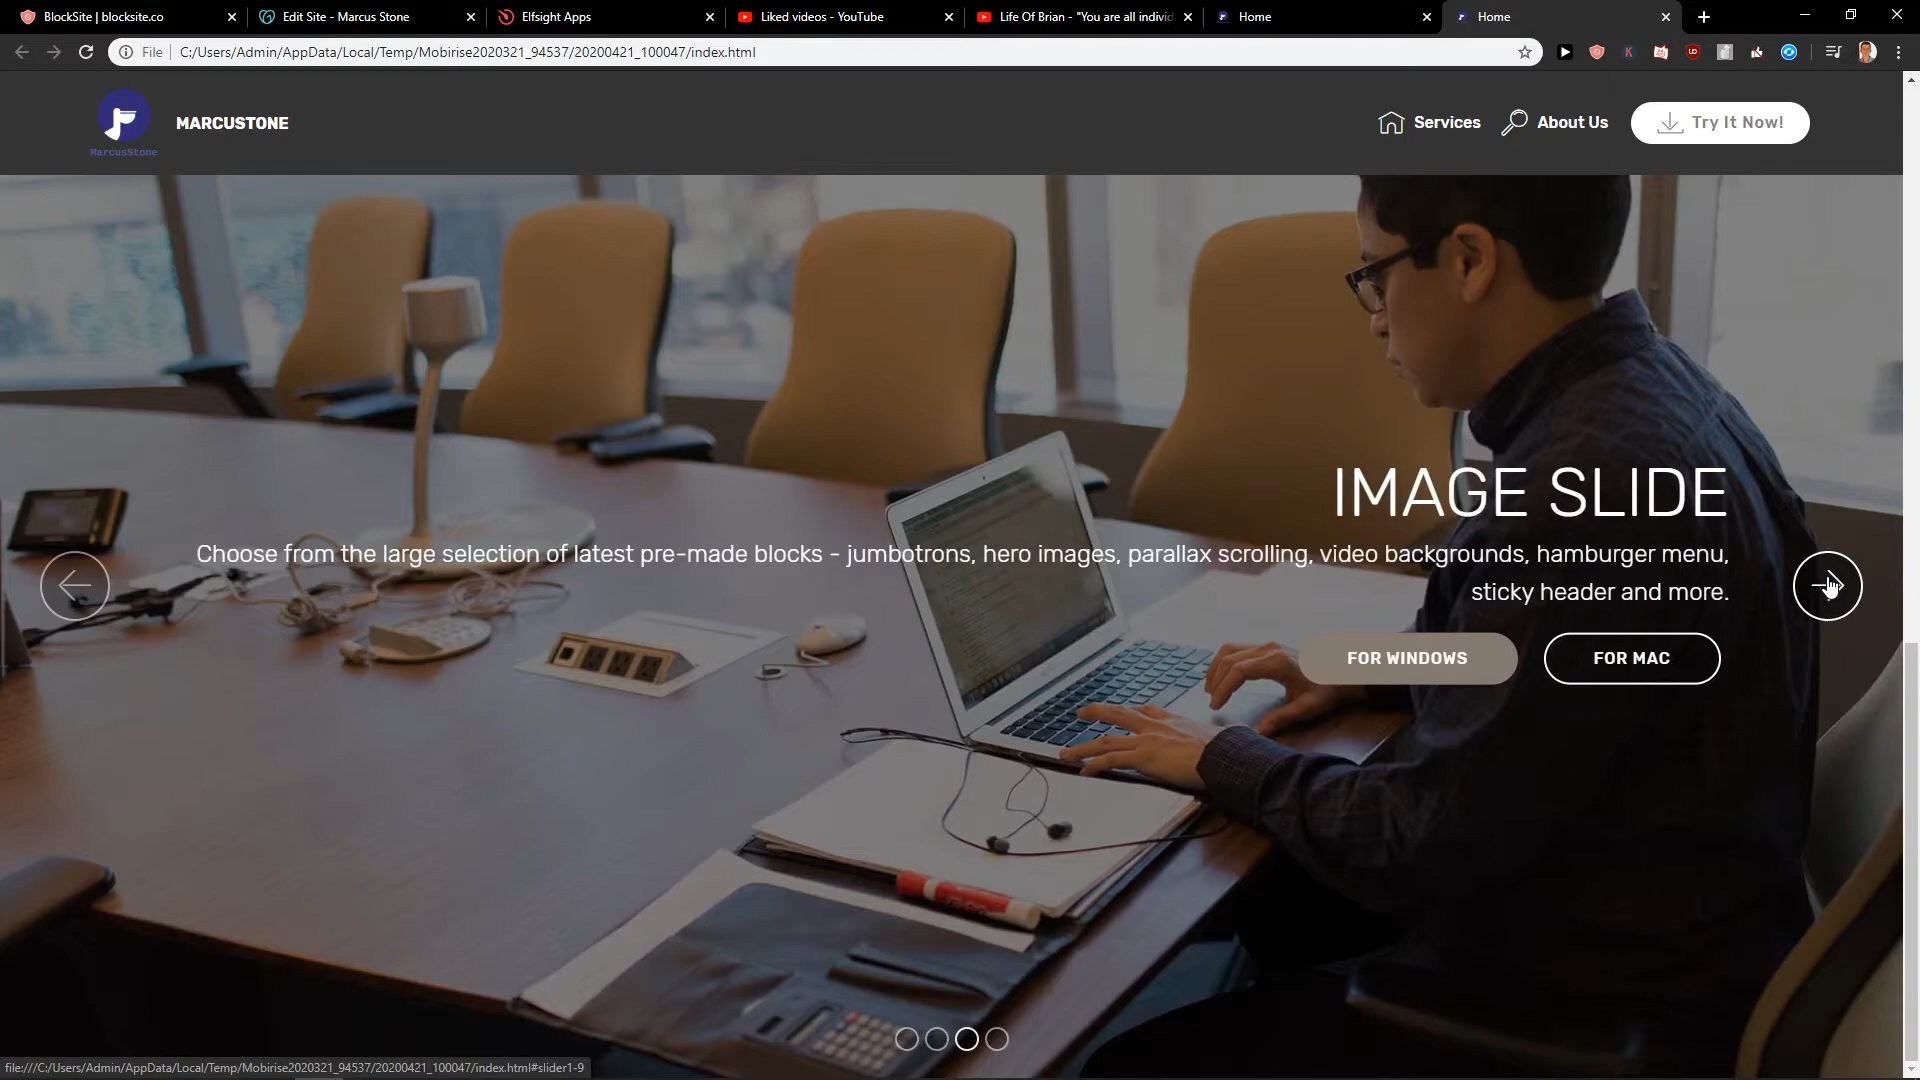 BlockSite | blocksite.co
Edit Site - Marcus Stone
Elfsight Apps
Liked videos - YouTube
Life Of Brian - "You are all individ
Home
Home
File
C:/Users/Admin/AppData/Local/Temp/Mobirise2020321_94537/20200421_100047/index.html
MARCUSTONE
MarcusStone
Services
About Us
Try It Now!
IMAGE SLIDE
Choose from the large selection of latest pre-made blocks - jumbotrons, hero images, parallax scrolling, video backgrounds, hamburger menu,
sticky header and more.
FOR WINDOWS
FOR MAC
file:///C:/Users/Admin/AppData/Local/Temp/Mobirise2020321_94537/20200421_100047/index.html#slider1-9